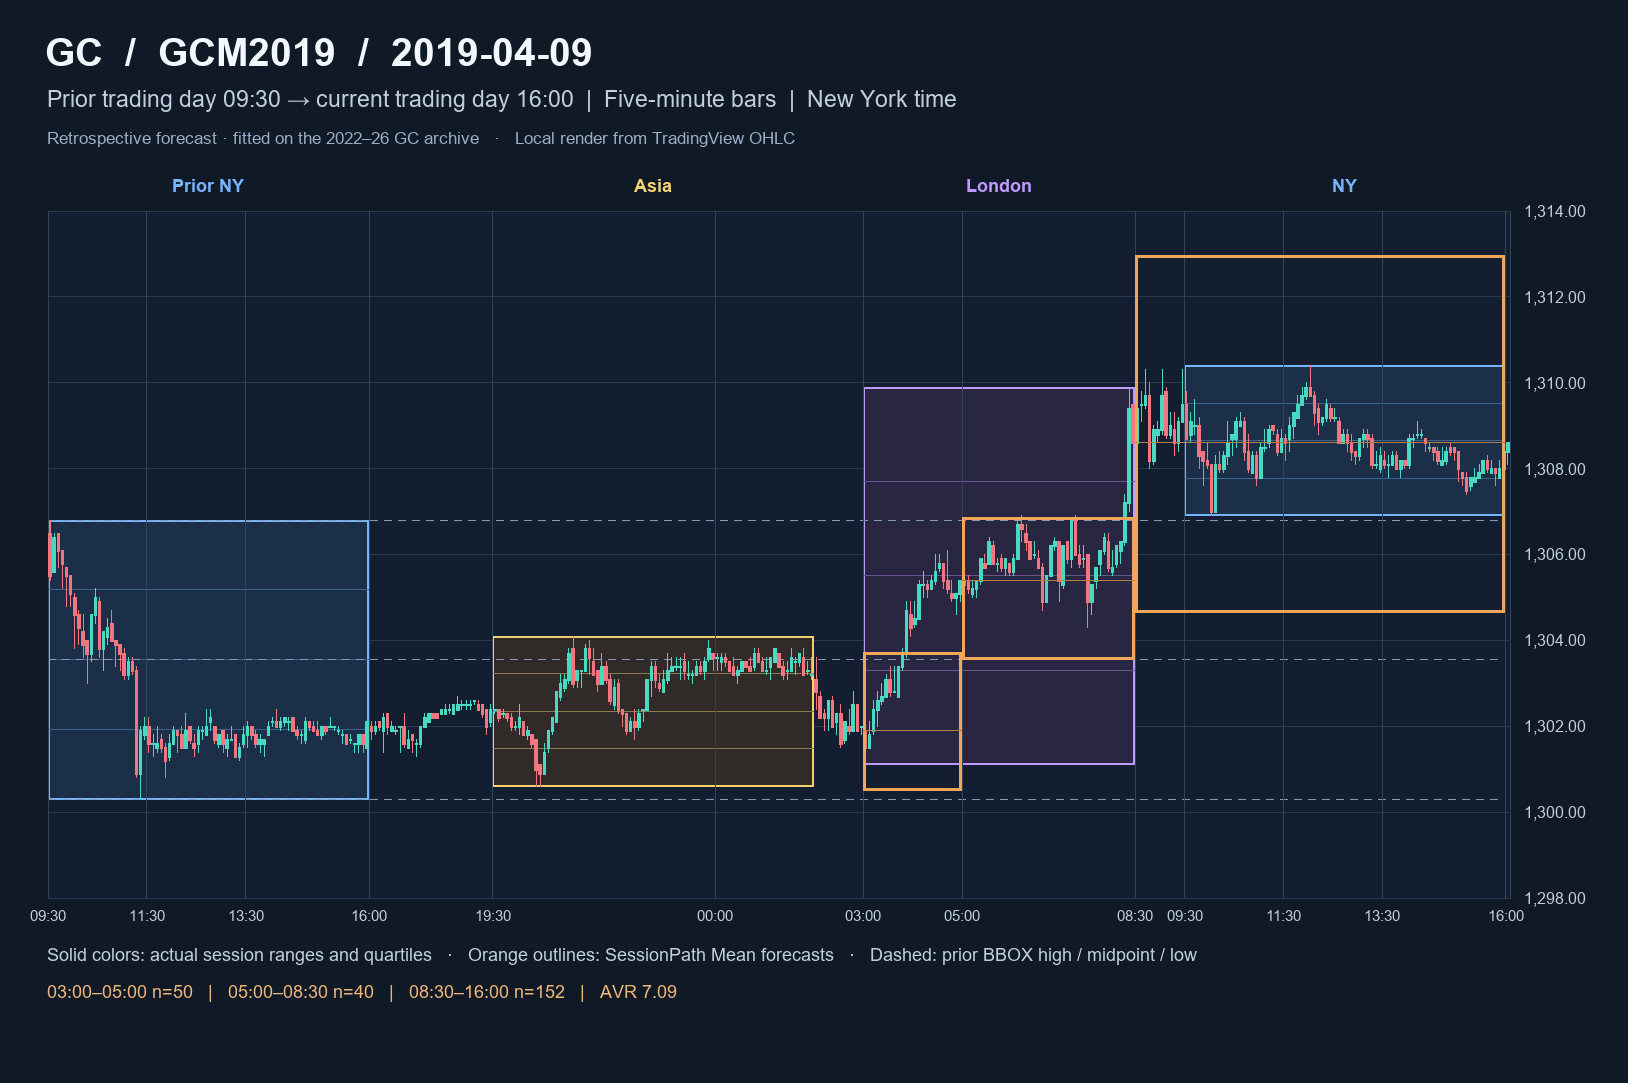 GC / GCM2019 / 2019-04-09
Prior trading day 09:30 → current trading day 16:00 | Five-minute bars | New York time
Retrospective forecast · fitted on the 2022–26 GC archive · Local render from TradingView OHLC
Prior NY Asia London NY
1,314.00
1,312.00
1,310.00
1,308.00
1,306.00
1,304.00
1,302.00
1,300.00
1,298.00
09:30 11:30 13:30 16:00 19:30 00:00 03:00 05:00 08:30 09:30 11:30 13:30 16:00
Solid colors: actual session ranges and quartiles · Orange outlines: SessionPath Mean forecasts · Dashed: prior BBOX high / midpoint / low
03:00–05:00 n=50 | 05:00–08:30 n=40 | 08:30–16:00 n=152 | AVR 7.09